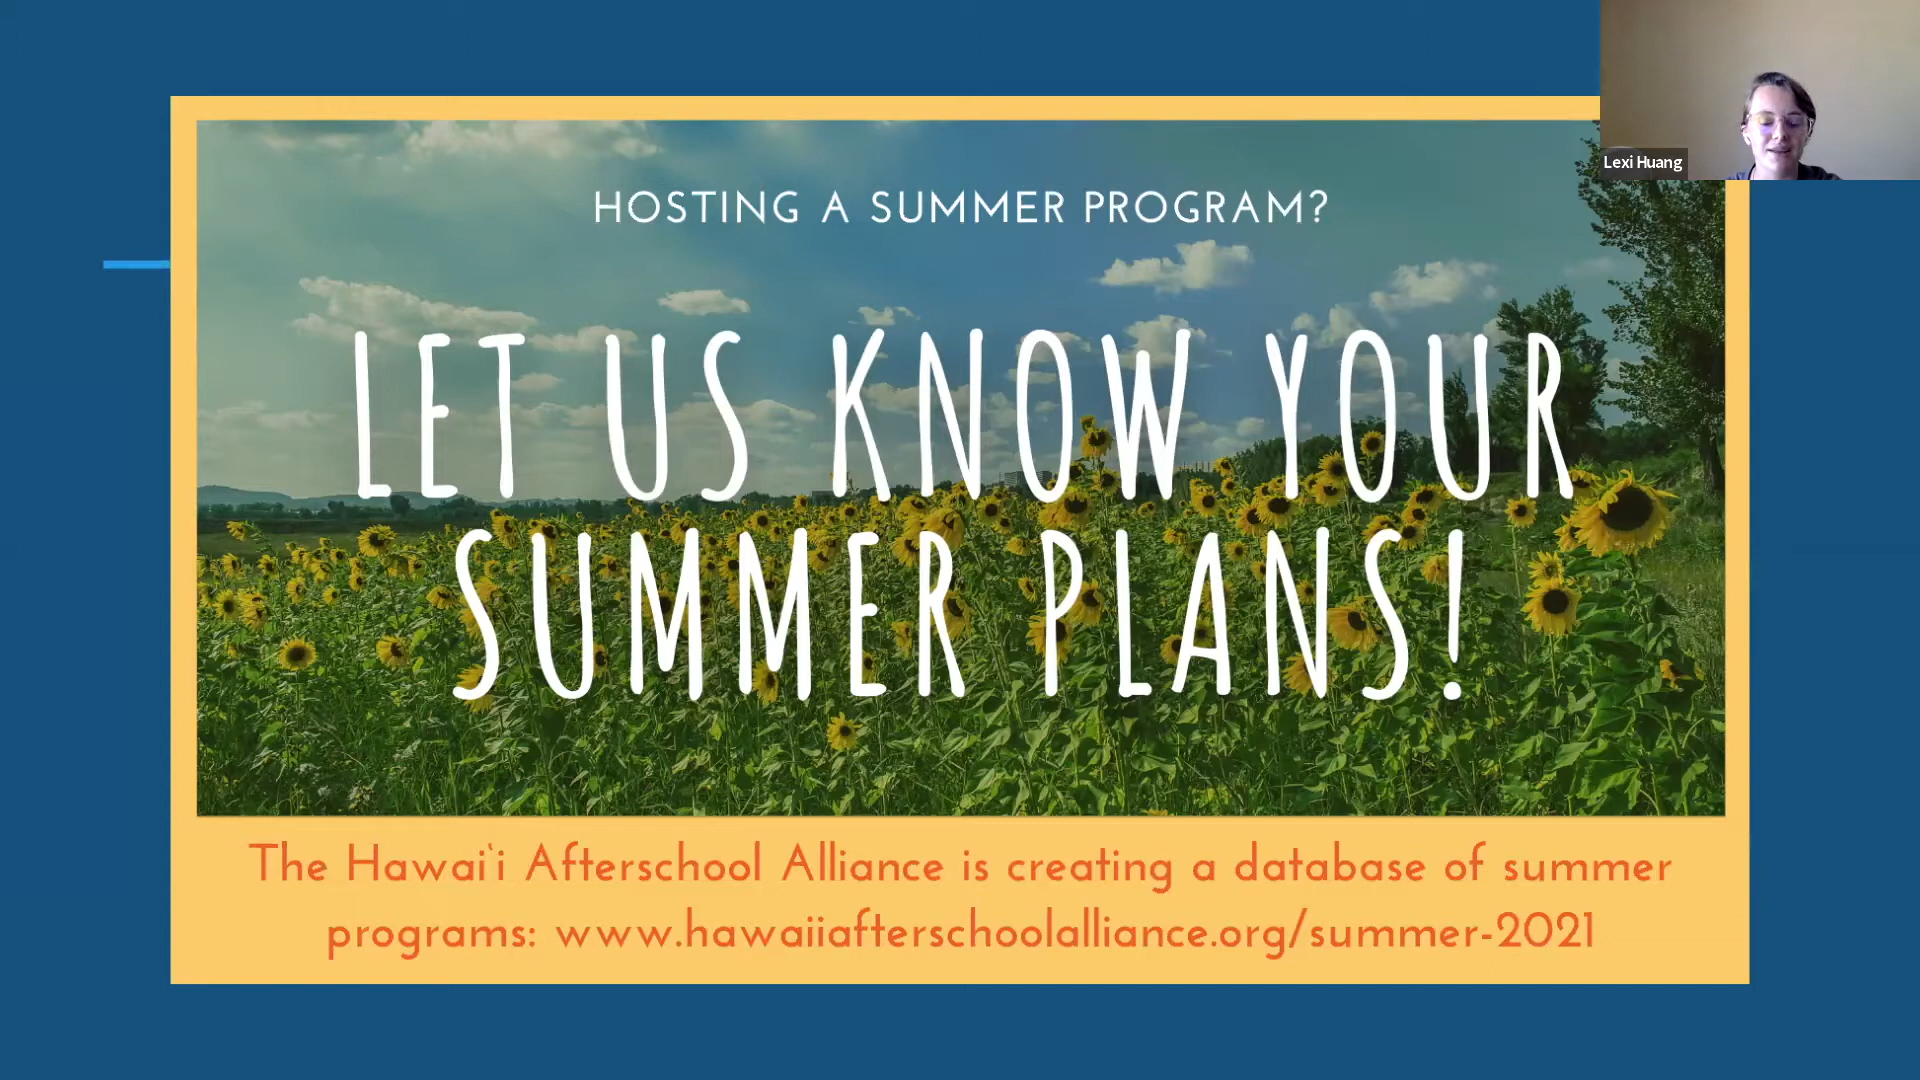 HOSTING A SUMMER PROGRAM?
LET US KNOW YOUR
SUMMER PLANS!
The Hawai`i Afterschool Alliance is creating a database of summer
programs: www.hawaiiafterschoolalliance.org/summer-2021
Lexi Huang